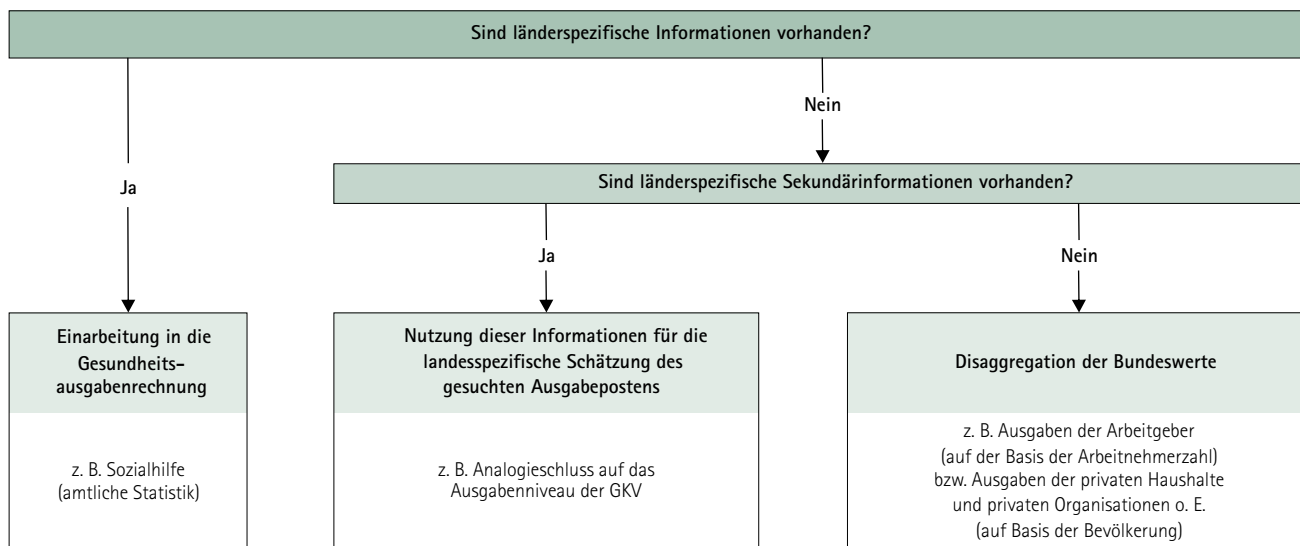 Sind länderspezifische Informationen vorhanden?
Nein
Ja
Sind länderspezifische Sekundärinformationen vorhanden?
Ja
Nein
Einarbeitung in die
Gesundheits-
ausgabenrechnung
z. B. Sozialhilfe
(amtliche Statistik)
Nutzung dieser Informationen für die
landesspezifische Schätzung des
gesuchten Ausgabepostens
z. B. Analogieschluss auf das
Ausgabenniveau der GKV
Disaggregation der Bundeswerte
z. B. Ausgaben der Arbeitgeber
(auf der Basis der Arbeitnehmerzahl)
bzw. Ausgaben der privaten Haushalte
und privaten Organisationen o. E.
(auf Basis der Bevölkerung)